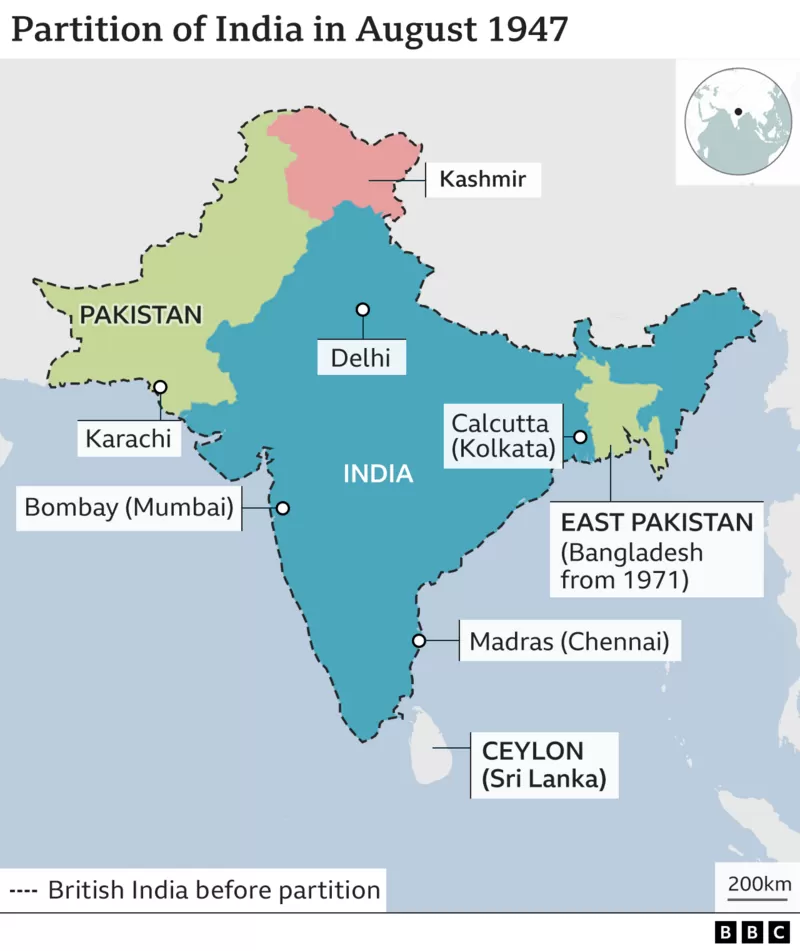 Partition of India in August 1947
Kashmir
PAKISTAN
Delhi
Karachi
Calcutta
(Kolkata)
INDIA
Bombay (Mumbai)
EAST PAKISTAN
(Bangladesh
from 1971)
Madras (Chennai)
CEYLON
(Sri Lanka)
British India before partition
200km
BBC